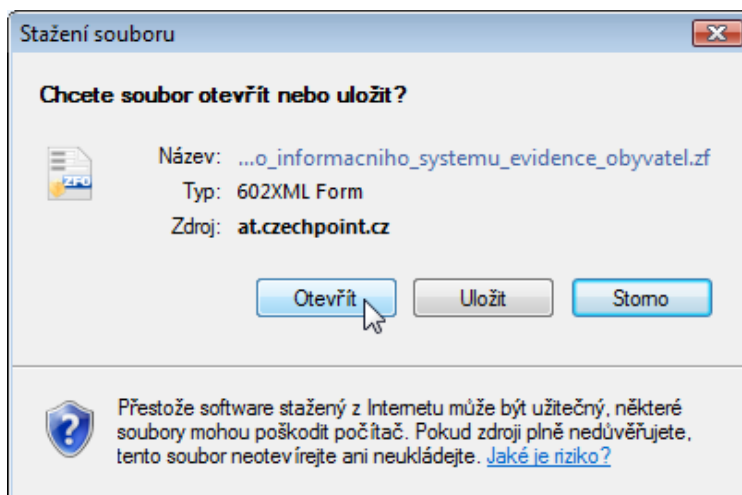 Stažení souboru
Chcete soubor otevřít nebo uložit?
Název: ...o_informacniho_systemu_evidence_obyvatel.zf
ZFO
Typ: 602XML Form
Zdroj: at.czechpoint.cz
Otevřít Uložit Storno
Přestože software stažený z Internetu může být užitečný, některé
soubory mohou poškodit počítač. Pokud zdroji plně nedůvěřujete,
tento soubor neotevírejte ani neukládejte. Jaké je riziko?